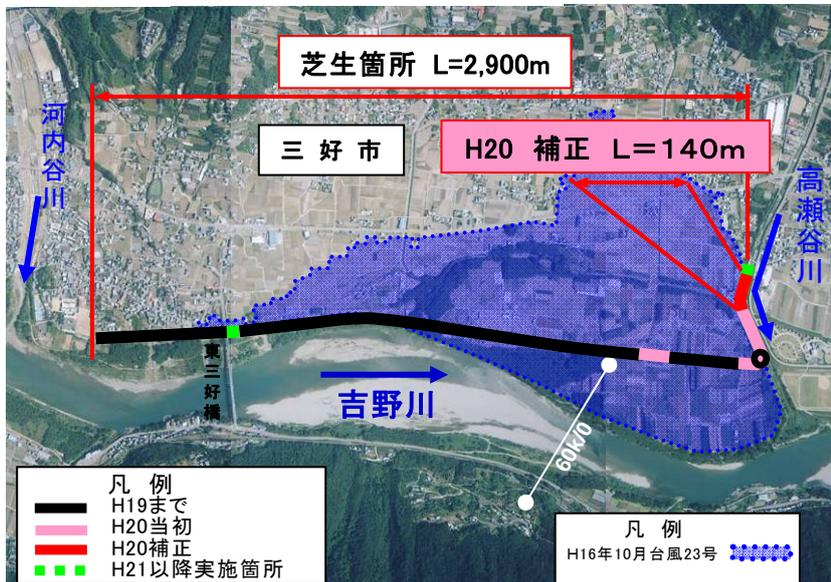 芝生箇所 L=2,900m
三好市
H20 補正 L=140m
河内谷川
高瀬谷川
東三好橋
吉野川
60k/0
凡例
H19まで
H20当初
H20補正
H21以降実施箇所
凡例
H16年10月台風23号